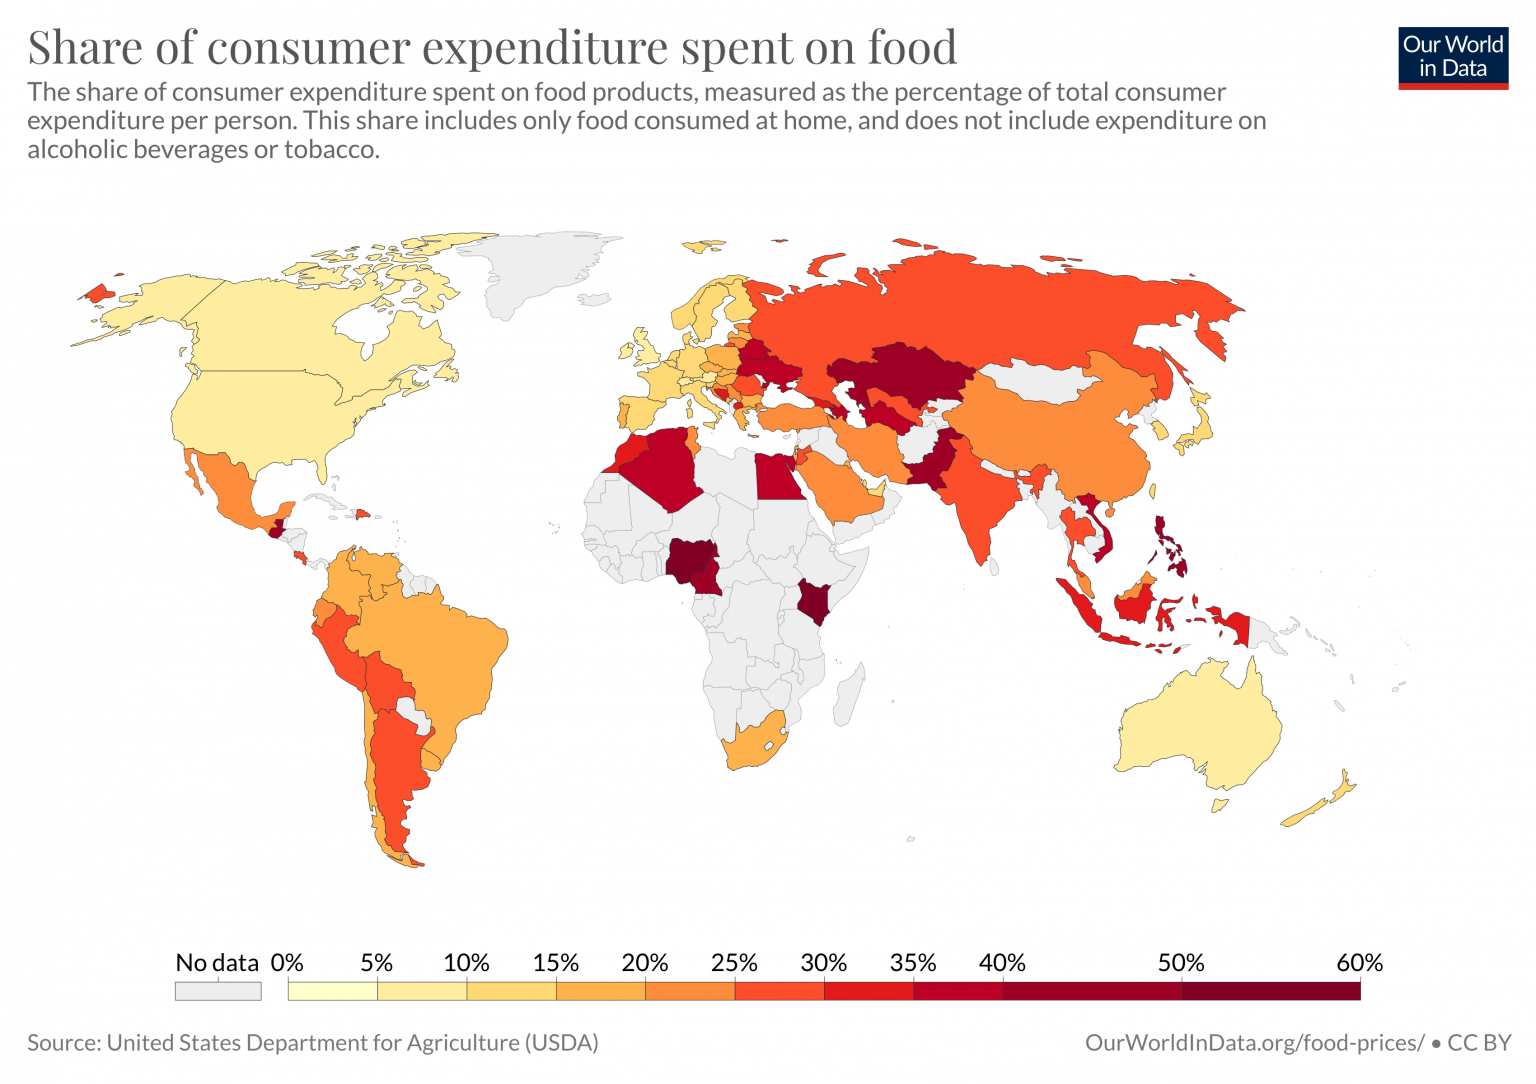 Share of consumer expenditure spent on food
Our World
in Data
The share of consumer expenditure spent on food products, measured as the percentage of total consumer
expenditure per person. This share includes only food consumed at home, and does not include expenditure on
alcoholic beverages or tobacco.
No data 0% 5% 10% 15% 20% 25% 30% 35% 40% 50% 60%
Source: United States Department for Agriculture (USDA)
OurWorldInData.org/food-prices/ • CC BY